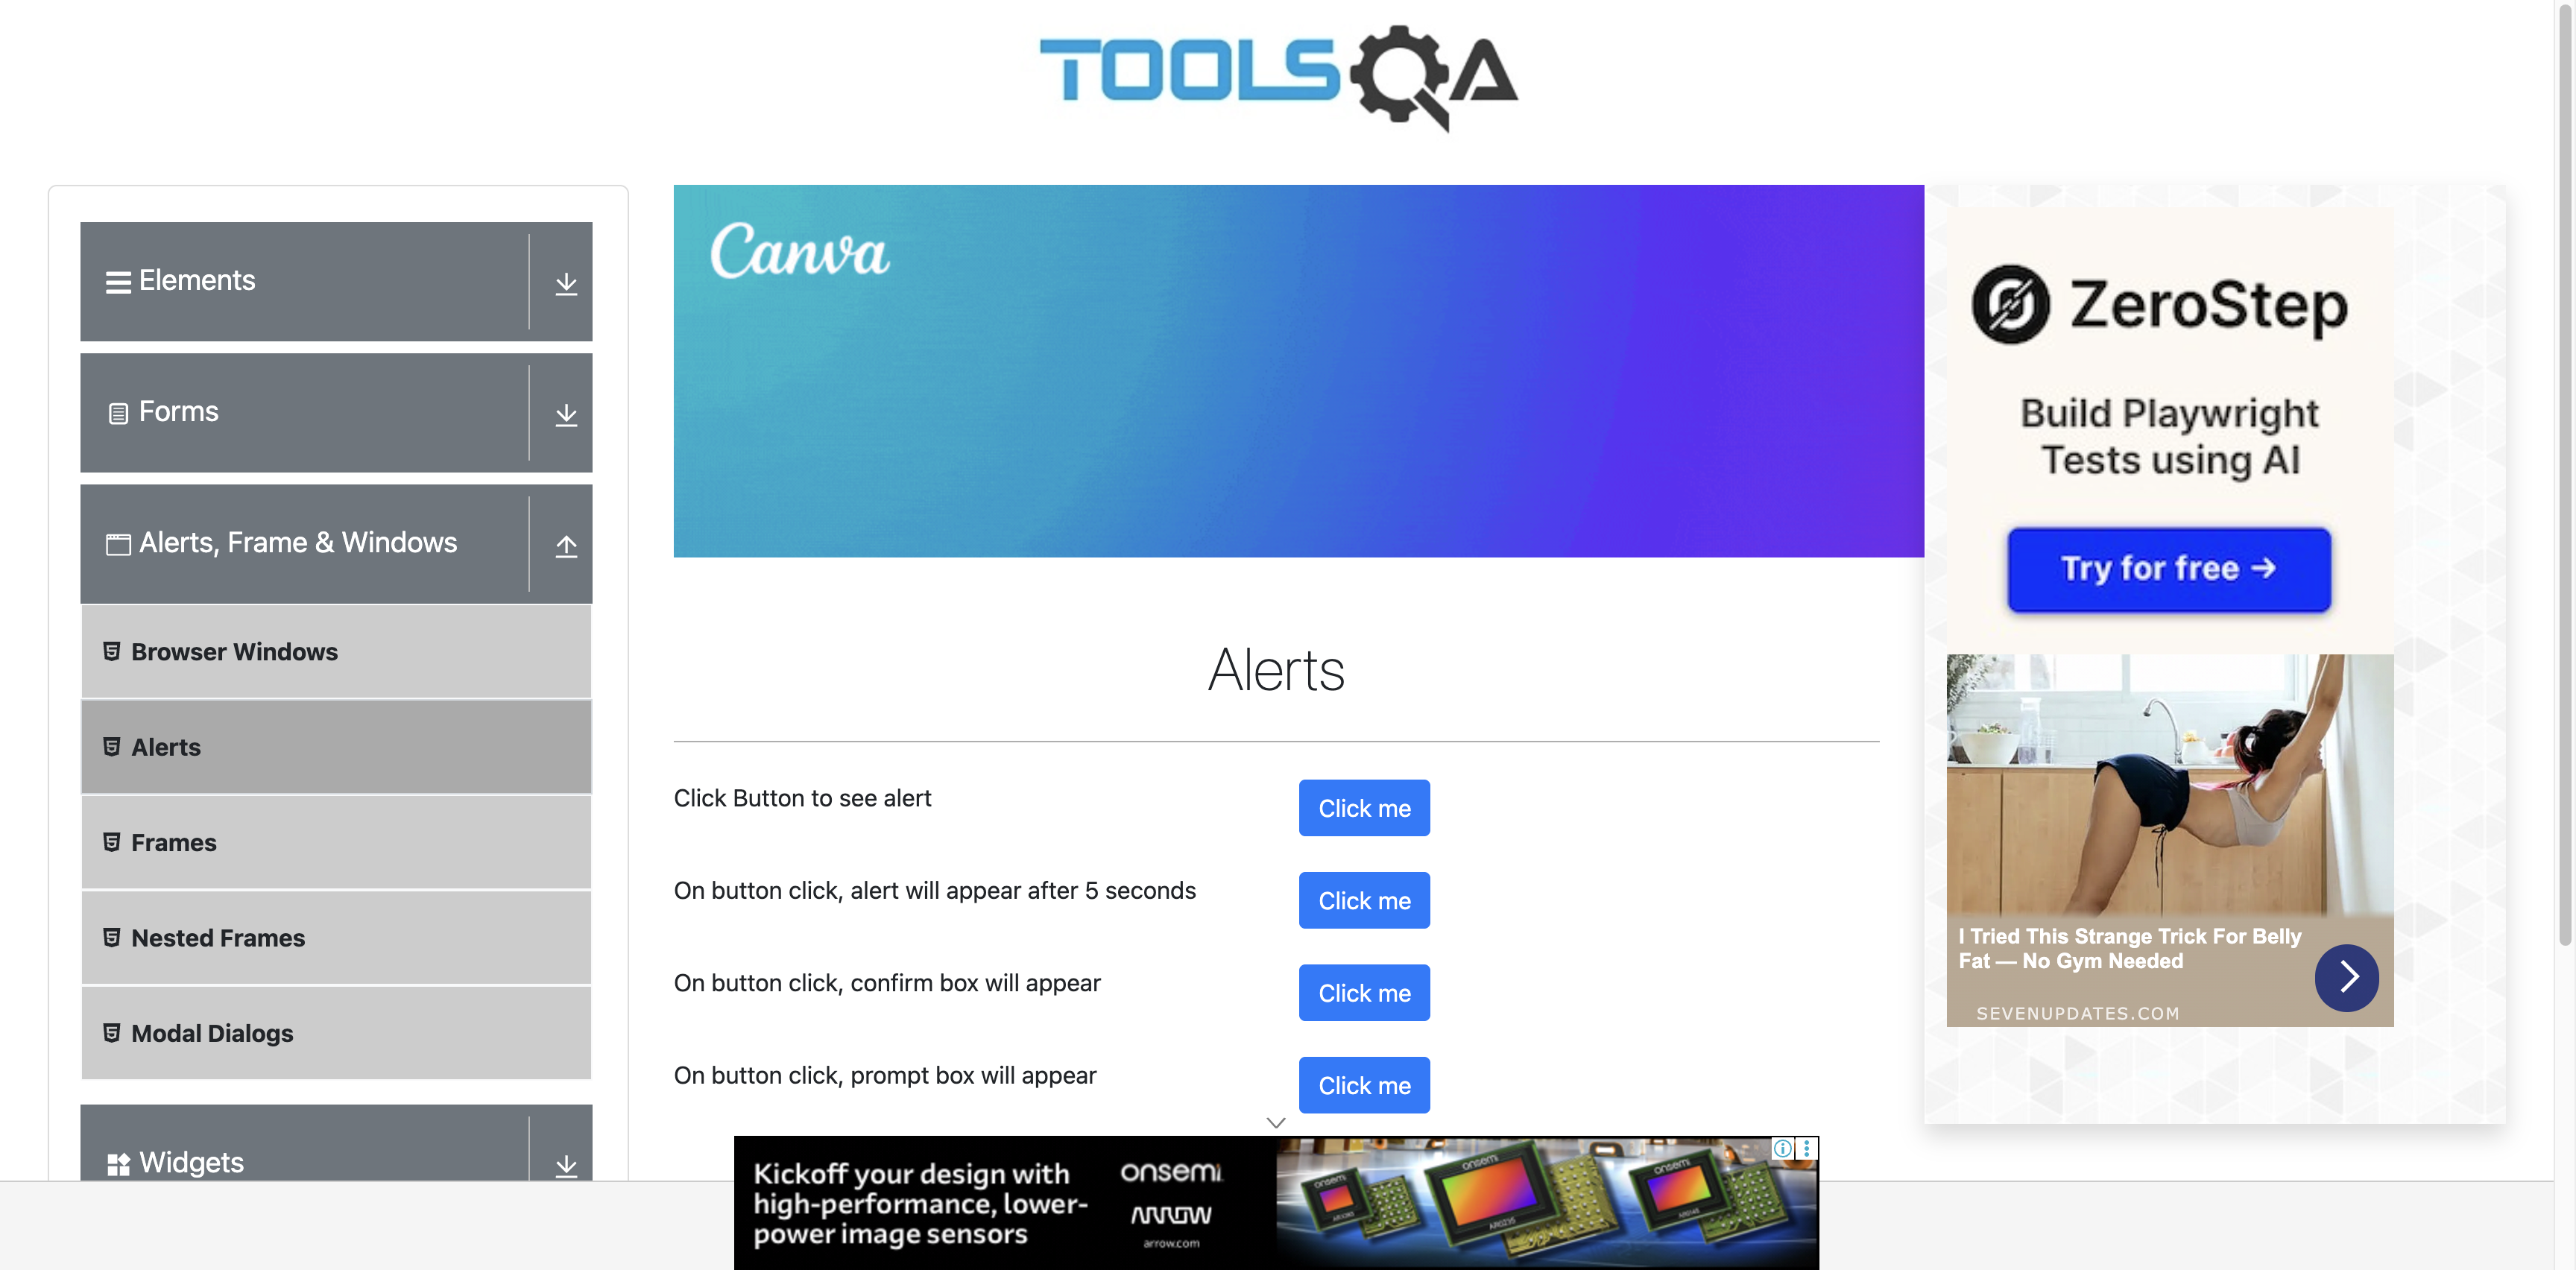 TOOLSQA
Elements
Forms
Alerts, Frame & Windows
Browser Windows
Alerts
Frames
Nested Frames
Modal Dialogs
Widgets
Canva
Alerts
Click Button to see alert
Click me
On button click, alert will appear after 5 seconds
Click me
On button click, confirm box will appear
Click me
On button click, prompt box will appear
Click me
ZeroStep
Build Playwright
Tests using AI
Try for free →
I Tried This Strange Trick For Belly
Fat — No Gym Needed
SEVENUPDATES.COM
Kickoff your design with
high-performance, lower-
power image sensors
onsemi
ARROW
arrow.com
onsemi
onsemi
onsemi
AR0235